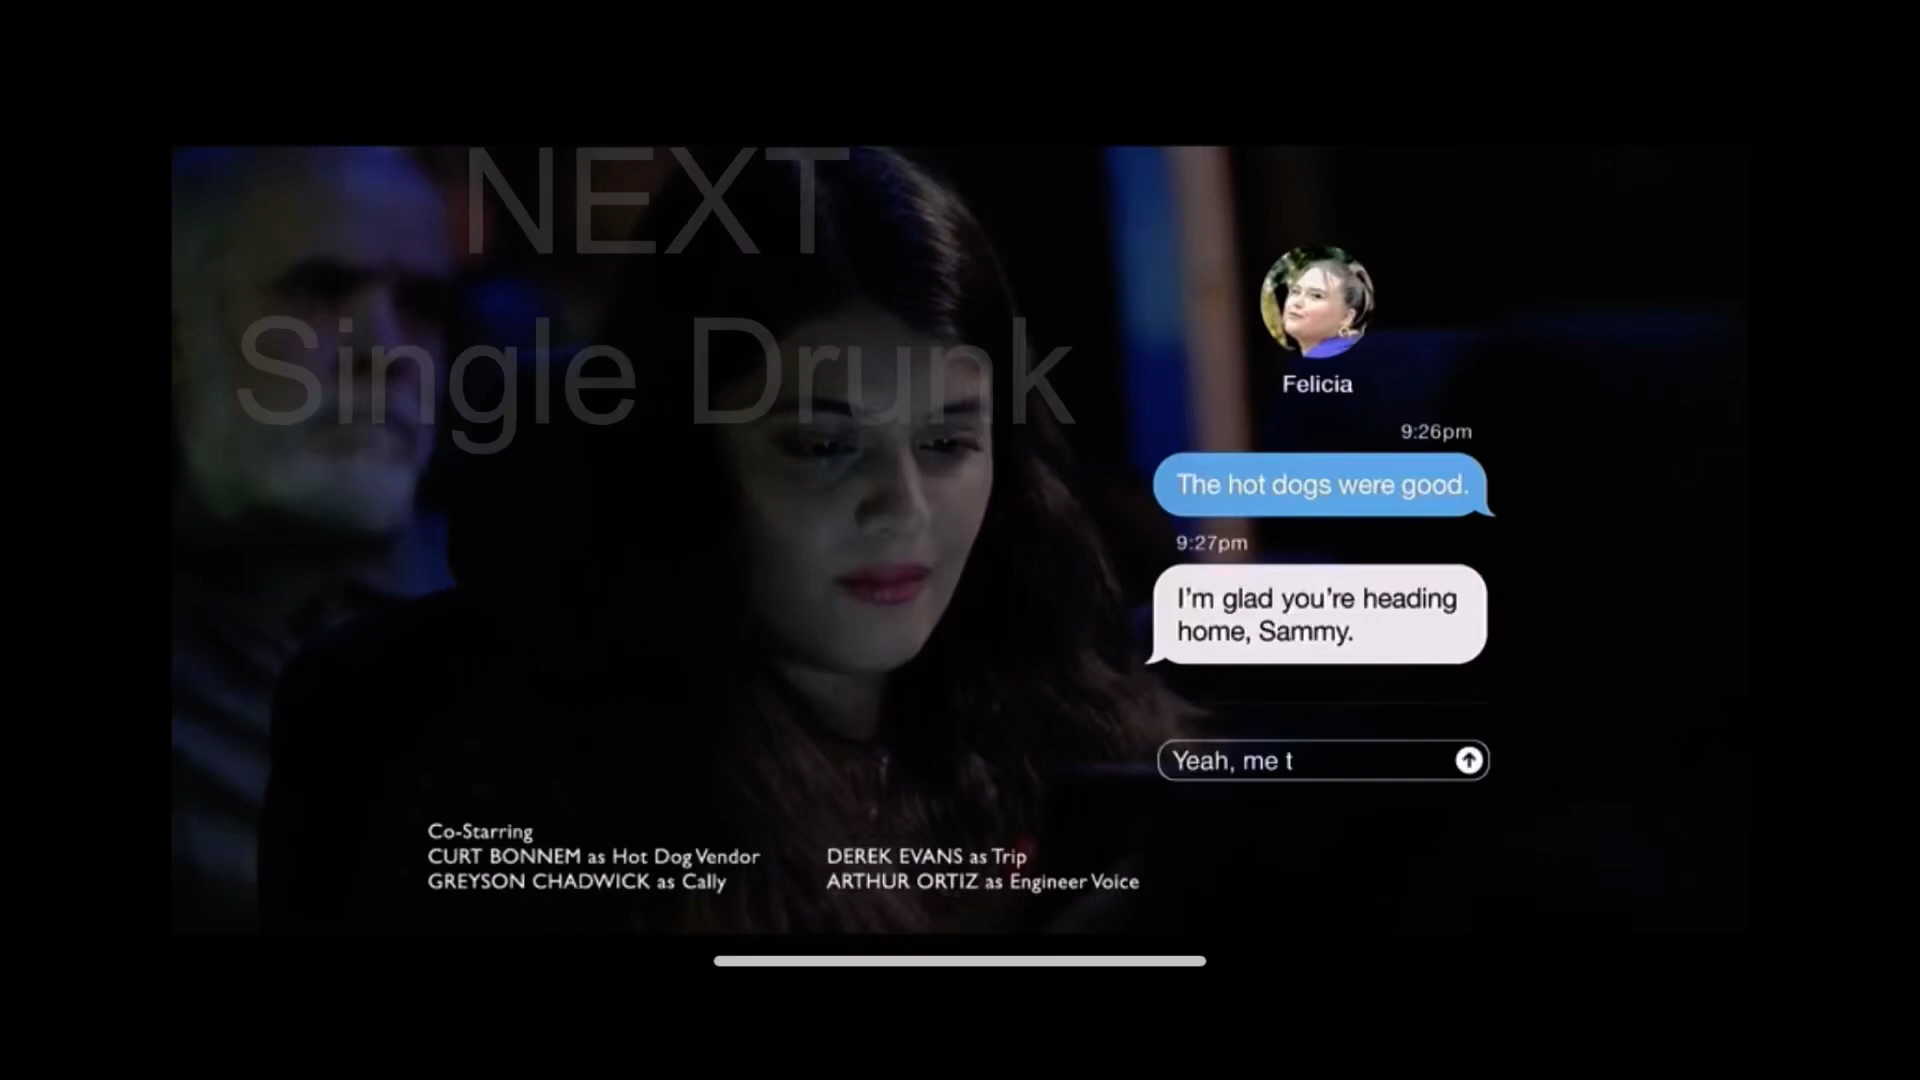 NEXT
Single Drunk
Felicia
9:26pm
The hot dogs were good.
9:27pm
I'm glad you're heading
home, Sammy.
Yeah, me t
Co-Starring
CURT BONNEM as Hot Dog Vendor
GREYSON CHADWICK as Cally
DEREK EVANS as Trip
ARTHUR ORTIZ as Engineer Voice